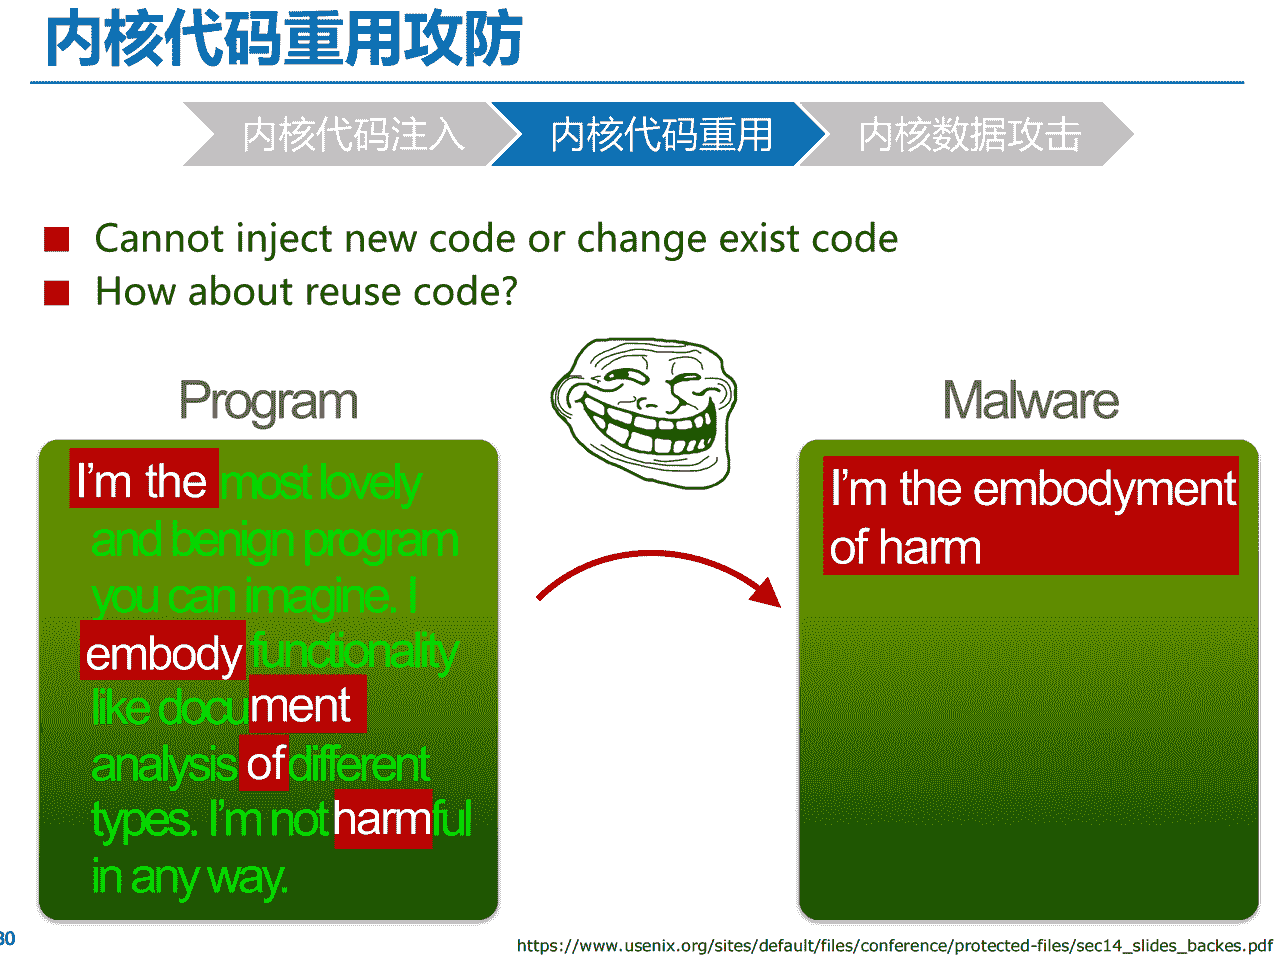 内核代码重用攻防
内核代码注入
内核代码重用
内核数据攻击
Cannot inject new code or change exist code
How about reuse code?
Program
I'm the most lovely
and benign program
you can imagine. I
embody functionality
like document
analysis of different
types. I'm not harmful
in any way.
Malware
I'm the embodyment
of harm
https://www.usenix.org/sites/default/files/conference/protected-files/sec14_slides_backes.pdf